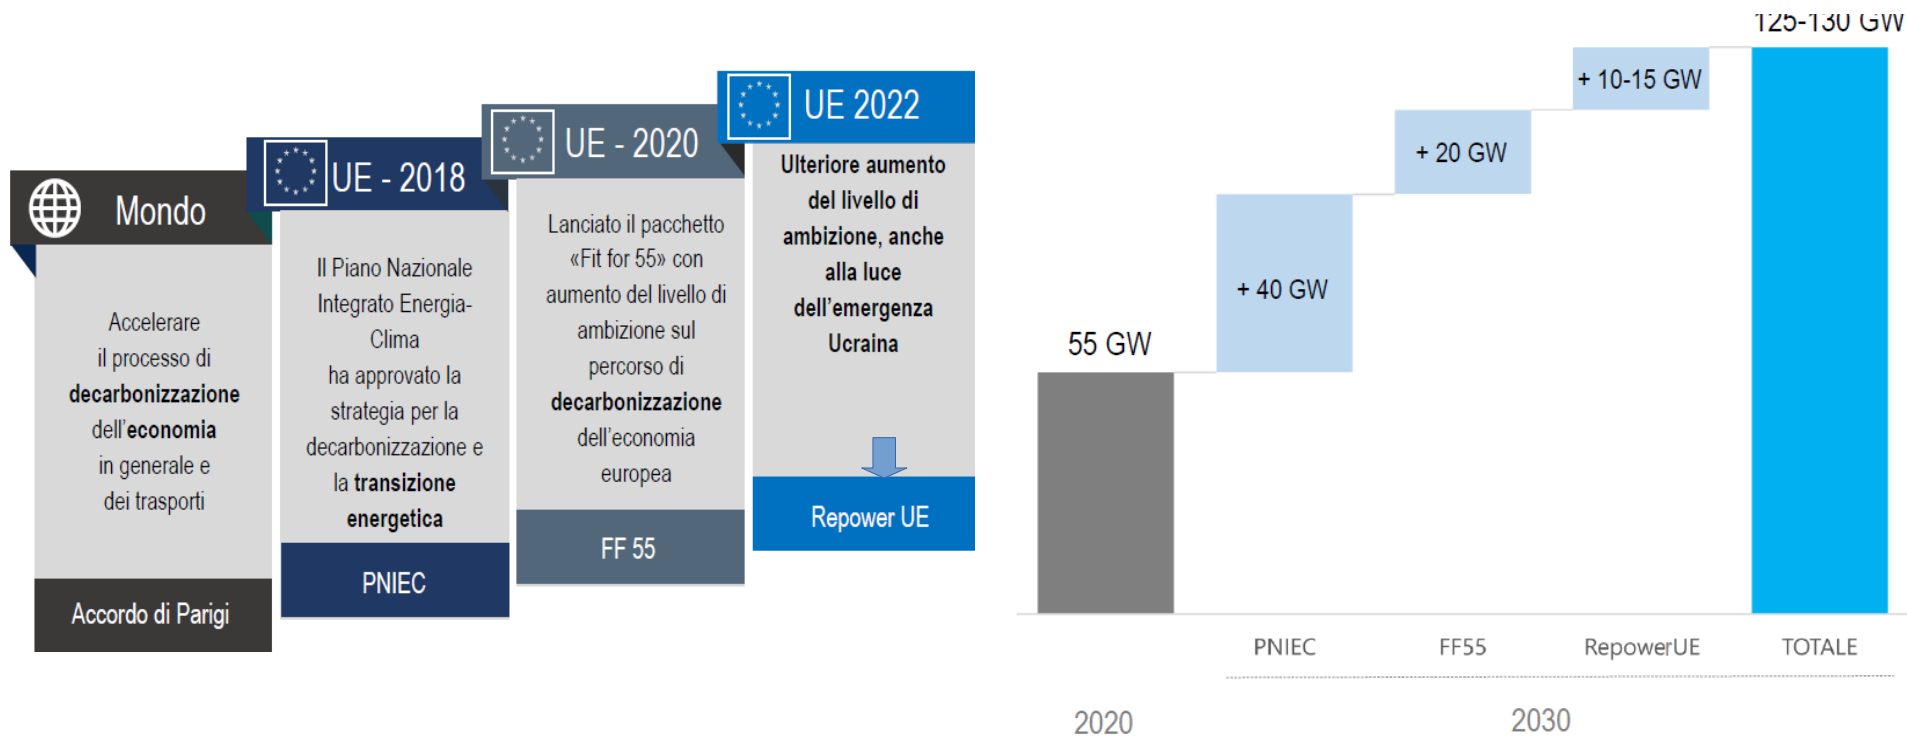 Mondo
Accelerare
il processo di
decarbonizzazione
dell'economia
in generale e
dei trasporti
Accordo di Parigi
UE - 2018
Il Piano Nazionale
Integrato Energia-
Clima
ha approvato la
strategia per la
decarbonizzazione e
la transizione
energetica
PNIEC
UE - 2020
Lanciato il pacchetto
«Fit for 55» con
aumento del livello di
ambizione sul
percorso di
decarbonizzazione
dell'economia
europea
FF 55
UE 2022
Ulteriore aumento
del livello di
ambizione, anche
alla luce
dell'emergenza
Ucraina
Repower UE
125-130 GW
+ 10-15 GW
+ 20 GW
+ 40 GW
55 GW
PNIEC
FF55
RepowerUE
TOTALE
2020
2030